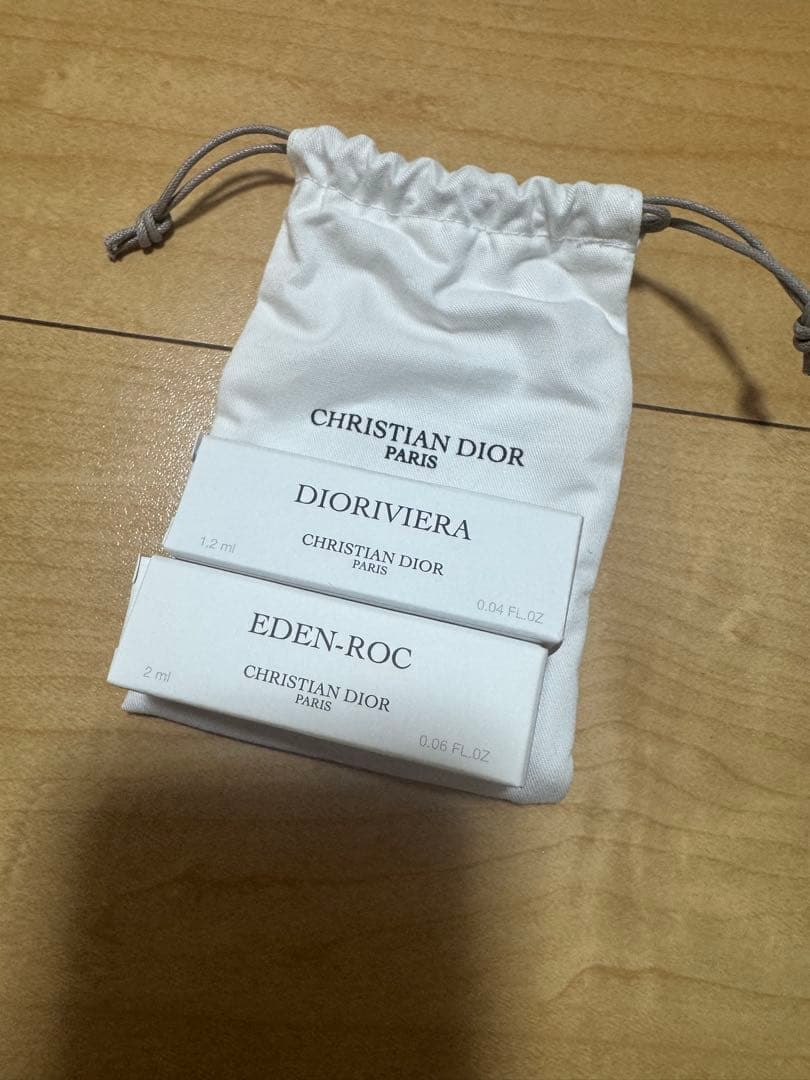 CHRISTIAN DIOR
PARIS
DIORIVIERA
1.2 ml
CHRISTIAN DIOR
PARIS
0.04 FL.OZ
EDEN-ROC
2 ml
CHRISTIAN DIOR
PARIS
0.06 FL.OZ